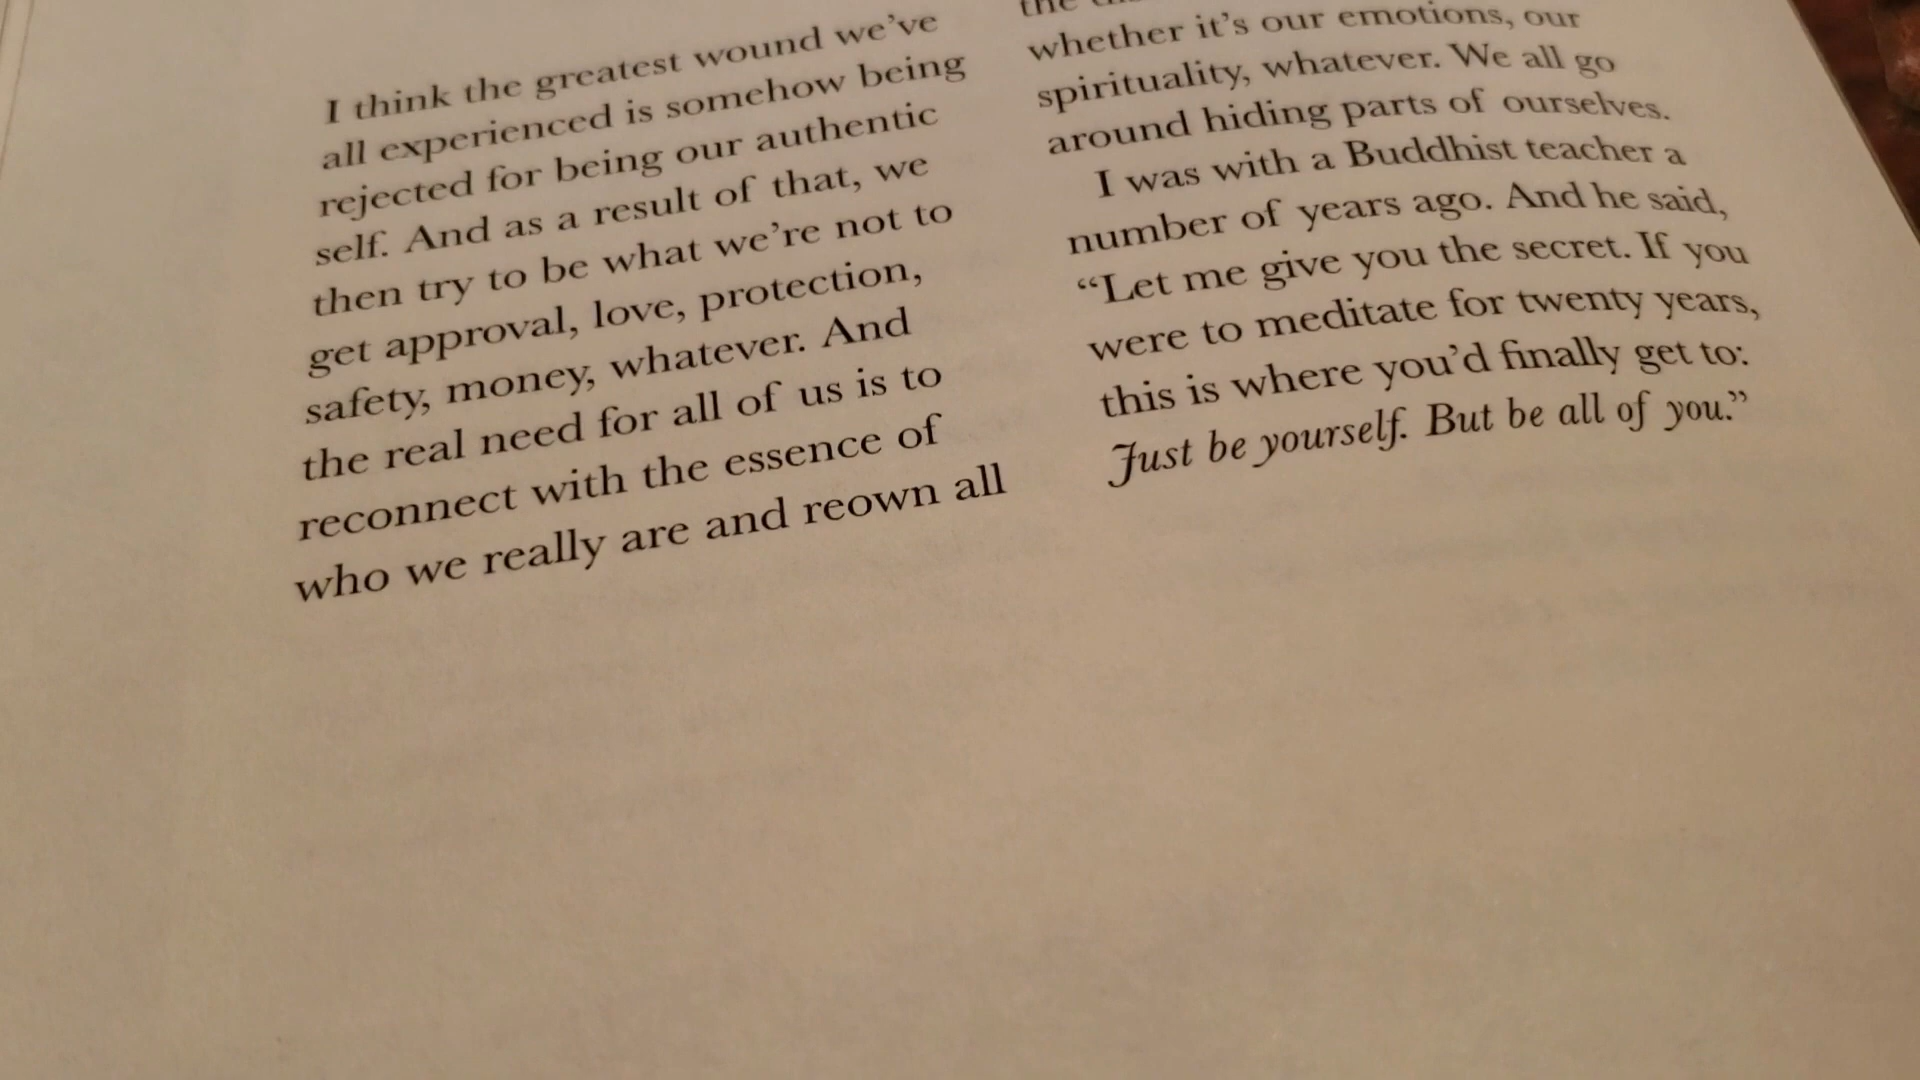 I think the greatest wound we've
all experienced is somehow being
rejected for being our authentic
self. And as a result of that, we
then try to be what we're not to
get approval, love, protection,
safety, money, whatever. And
the real need for all of us is to
reconnect with the essence of
who we really are and reown all
the
whether it's our emotions, our
spirituality, whatever. We all go
around hiding parts of ourselves.
I was with a Buddhist teacher a
number of years ago. And he said,
“Let me give you the secret. If you
were to meditate for twenty years,
this is where you'd finally get to:
Just be yourself. But be all of you.”